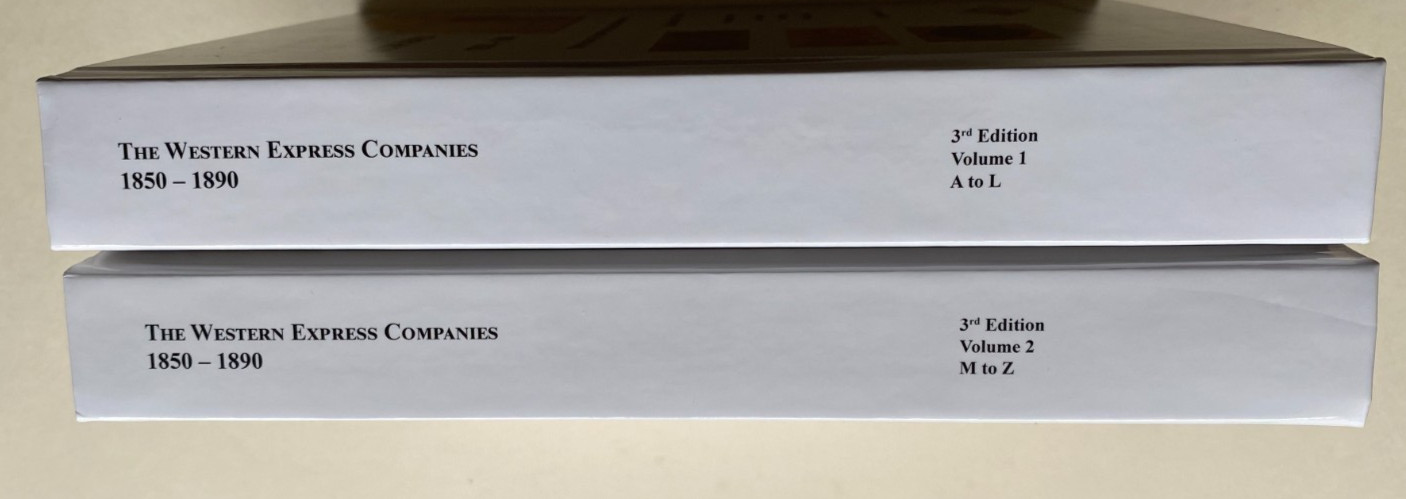 THE WESTERN EXPRESS COMPANIES
1850 – 1890
3rd Edition
Volume 1
A to L
THE WESTERN EXPRESS COMPANIES
1850 – 1890
3rd Edition
Volume 2
M to Z